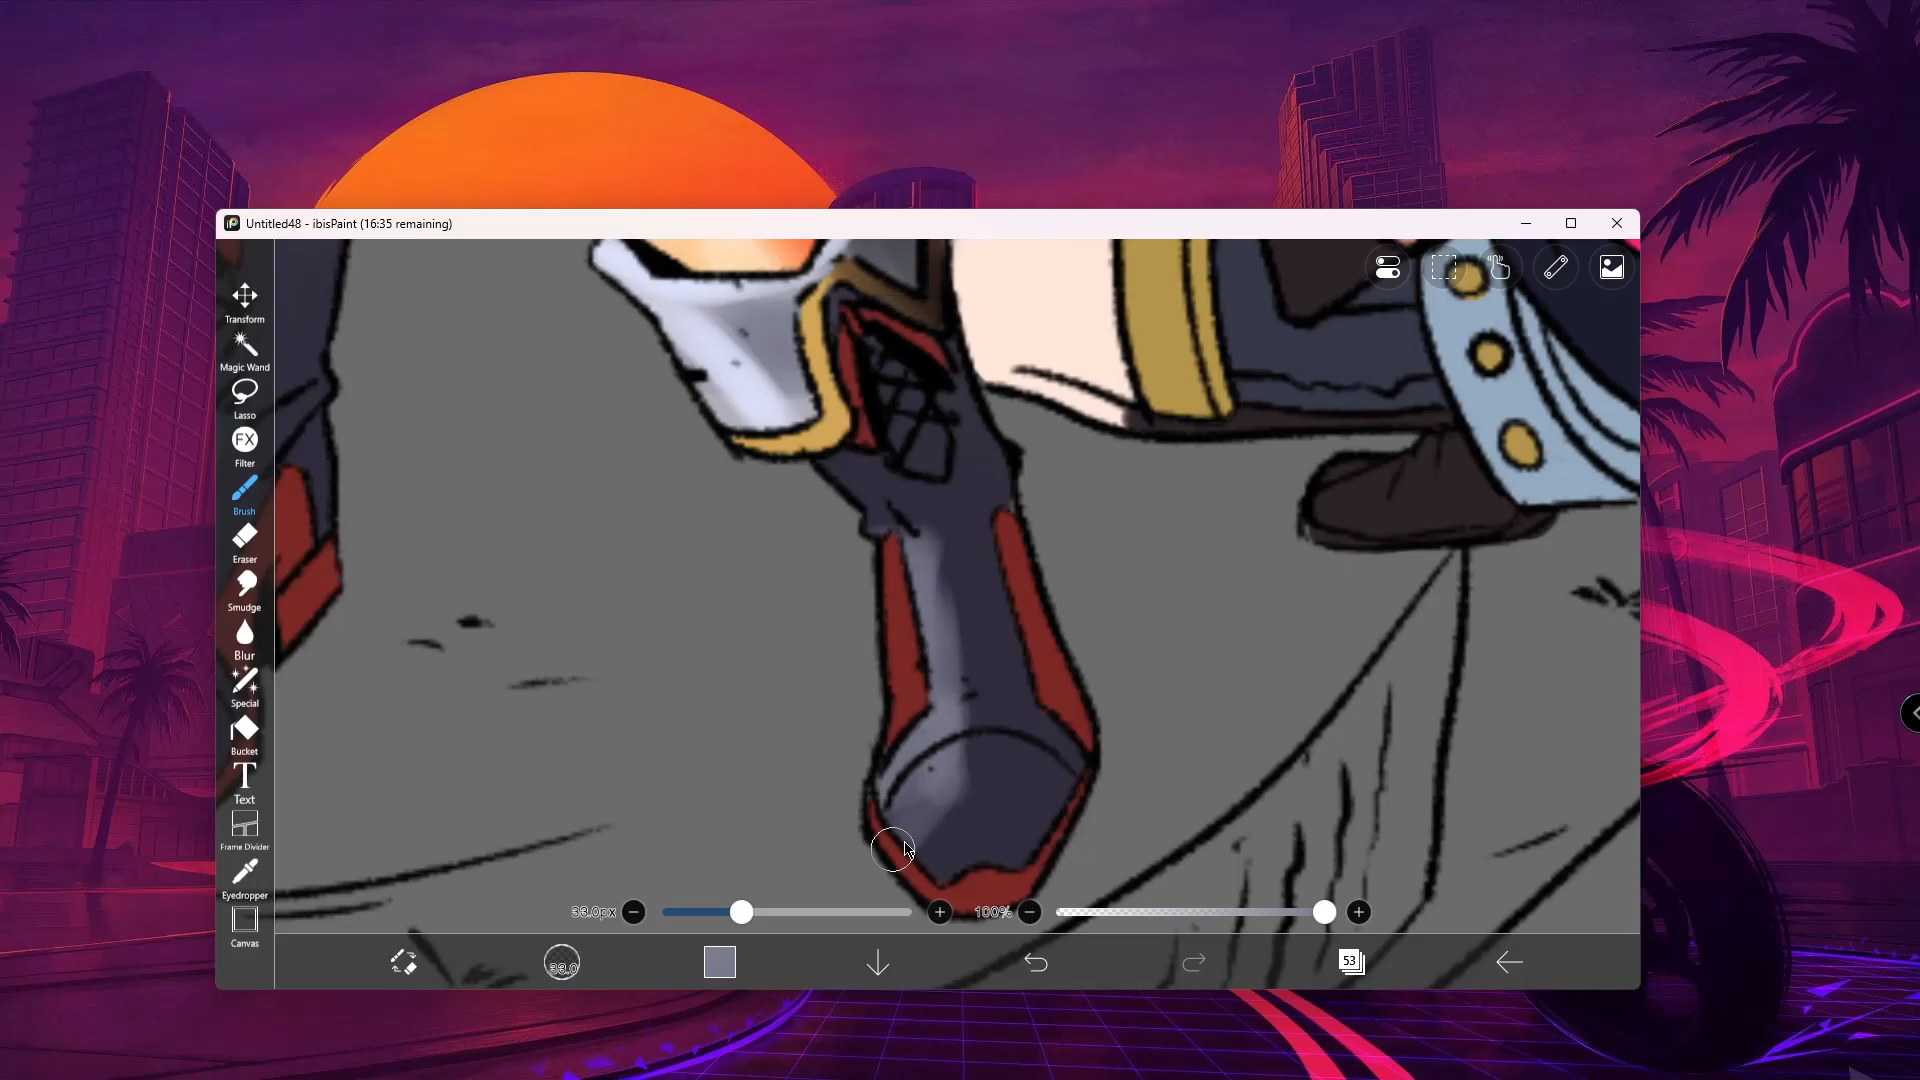 Untitled48 - ibisPaint (16:35 remaining)
Transform
Magic Wand
Lasso
FX
Filter
Brush
Eraser
Smudge
Blur
Special
Bucket
T
Text
Frame Divider
Eyedropper
Canvas
33.0px
100%
33.0
53